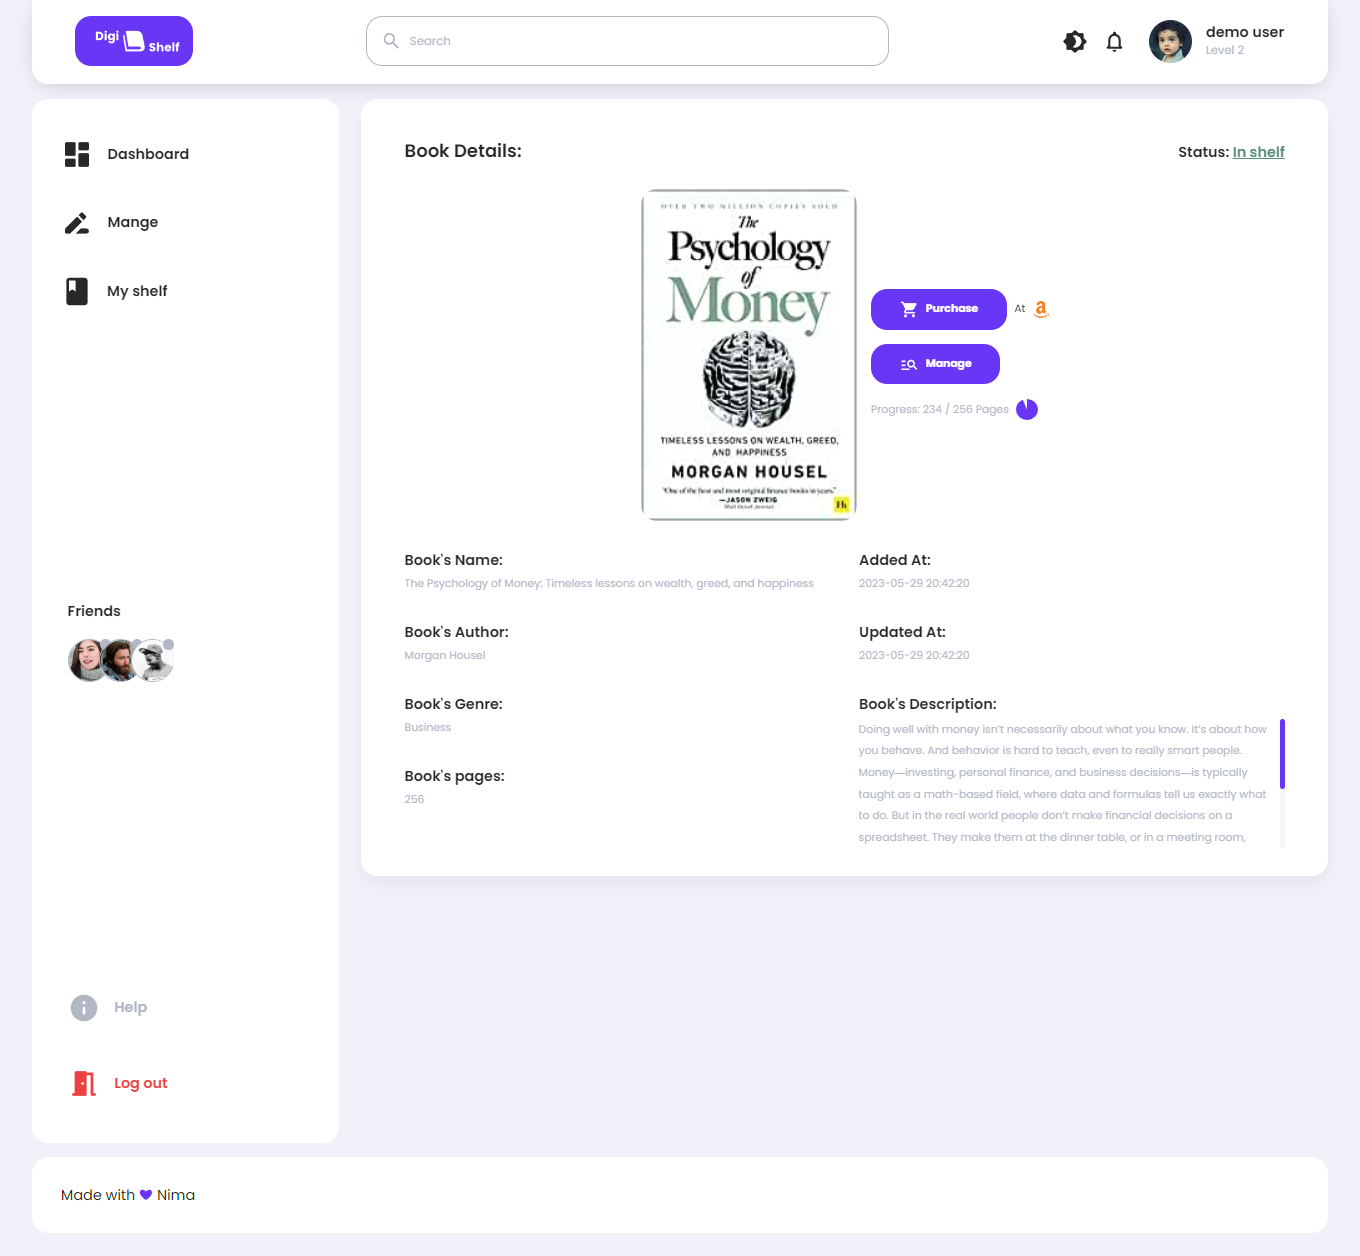 Digi
Shelf
Search
demo user
Level 2
Dashboard
Mange
My shelf
Friends
Help
Log out
Book Details:
Status: In shelf
OVER TWO MILLION COPIES SOLD
The
Psychology
of
Money
TIMELESS LESSONS ON WEALTH, GREED,
AND HAPPINESS
MORGAN HOUSEL
"One of the best and most original finance books in years."
—JASON ZWEIG
Wall Street Journal
Hh
Purchase
At
Manage
Progress: 234 / 256 Pages
Book's Name:
The Psychology of Money: Timeless lessons on wealth, greed, and happiness
Book's Author:
Morgan Housel
Book's Genre:
Business
Book's pages:
256
Added At:
2023-05-29 20:42:20
Updated At:
2023-05-29 20:42:20
Book's Description:
Doing well with money isn’t necessarily about what you know. It’s about how
you behave. And behavior is hard to teach, even to really smart people.
Money—investing, personal finance, and business decisions—is typically
taught as a math-based field, where data and formulas tell us exactly what
to do. But in the real world people don’t make financial decisions on a
spreadsheet. They make them at the dinner table, or in a meeting room,
Made with Nima